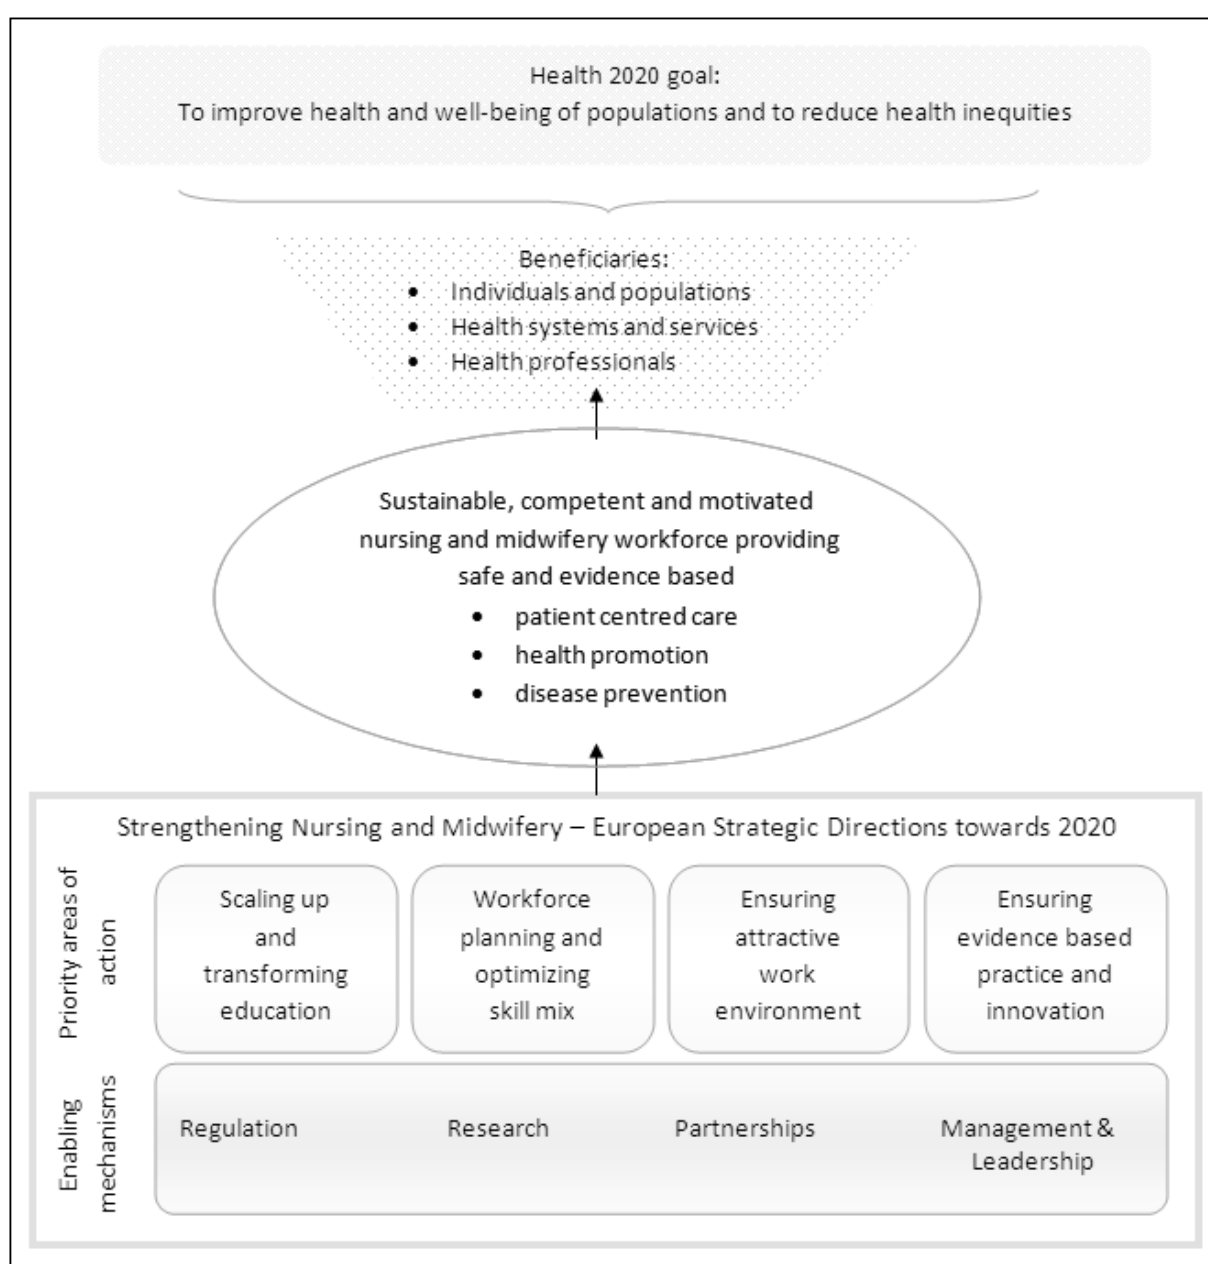 Health 2020 goal:
To improve health and well-being of populations and to reduce health inequities
Beneficiaries:
• Individuals and populations
• Health systems and services
• Health professionals
Sustainable, competent and motivated
nursing and midwifery workforce providing
safe and evidence based
• patient centred care
• health promotion
• disease prevention
Strengthening Nursing and Midwifery – European Strategic Directions towards 2020
Priority areas of
action
Scaling up
and
transforming
education
Workforce
planning and
optimizing
skill mix
Ensuring
attractive
work
environment
Ensuring
evidence based
practice and
innovation
Enabling
mechanisms
Regulation
Research
Partnerships
Management &
Leadership